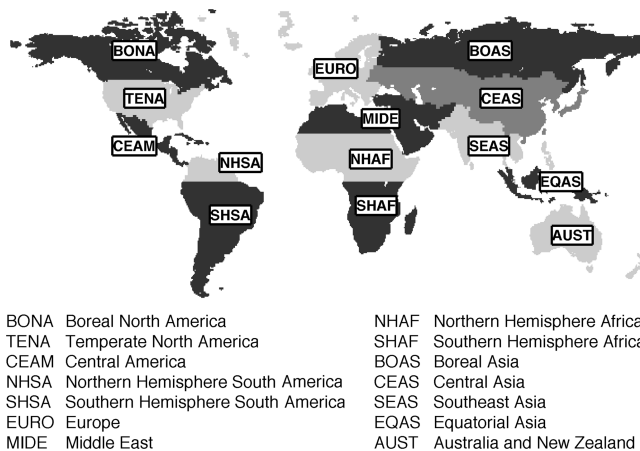 BONA
BOAS
EURO
TENA
CEAS
MIDE
CEAM
SEAS
NHSA
NHAF
EQAS
SHAF
SHSA
AUST
BONA Boreal North America
TENA Temperate North America
CEAM Central America
NHSA Northern Hemisphere South America
SHSA Southern Hemisphere South America
EURO Europe
MIDE Middle East
NHAF Northern Hemisphere Africa
SHAF Southern Hemisphere Africa
BOAS Boreal Asia
CEAS Central Asia
SEAS Southeast Asia
EQAS Equatorial Asia
AUST Australia and New Zealand